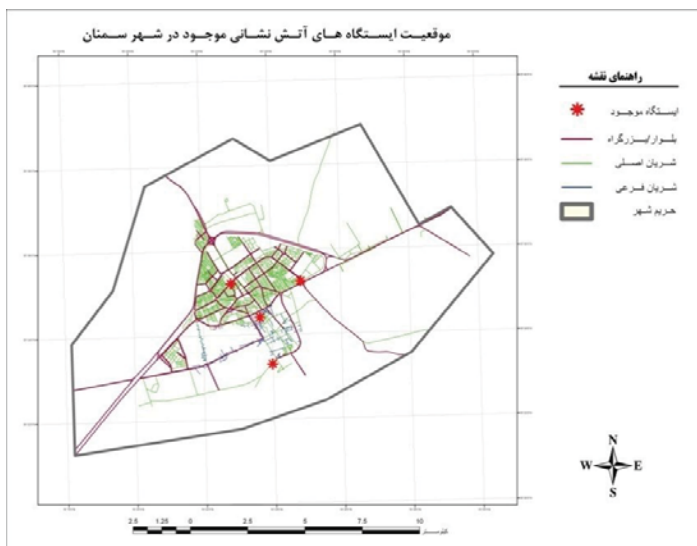 موقعیت ایستگاه های آتش نشانی موجود در شهر سمنان
راهنمای نقشه
ایستگاه موجود
بلوار/بزرگراه
شریان اصلی
شریان فرعی
حریم شهر
N
W E
S
2.5 1.25 0 2.5 5 7.5 10
کیلومتر